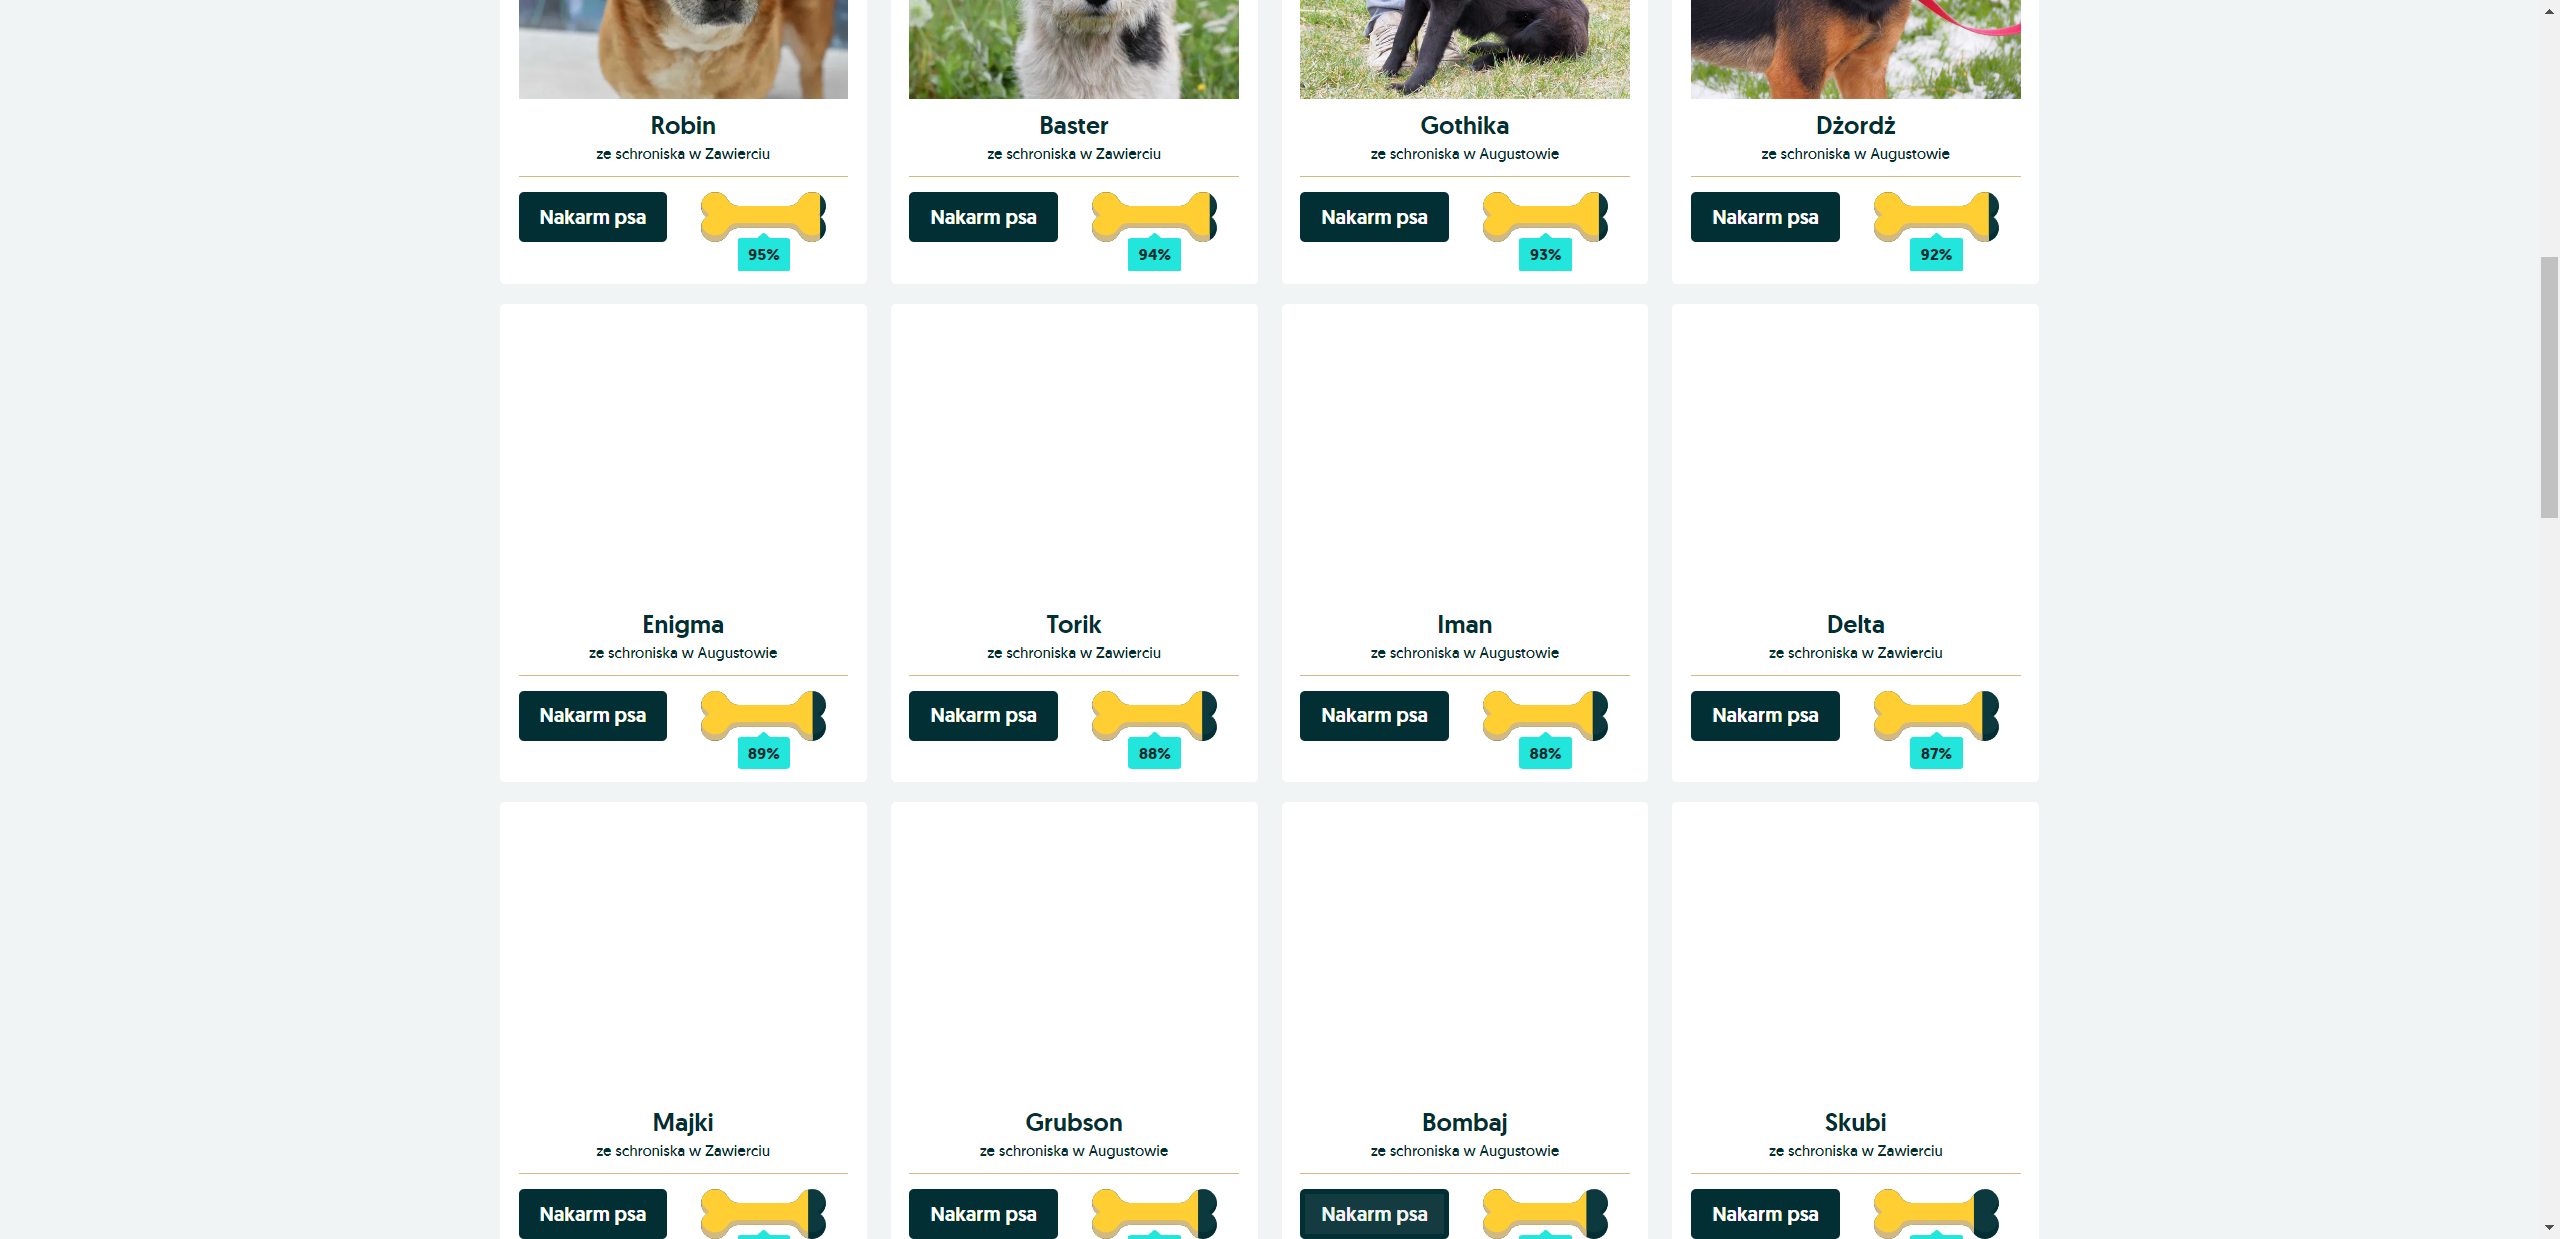 Robin
ze schroniska w Zawierciu
Nakarm psa
95%
Baster
ze schroniska w Zawierciu
Nakarm psa
94%
Gothika
ze schroniska w Augustowie
Nakarm psa
93%
Dżordż
ze schroniska w Augustowie
Nakarm psa
92%
Enigma
ze schroniska w Augustowie
Nakarm psa
89%
Torik
ze schroniska w Zawierciu
Nakarm psa
88%
Iman
ze schroniska w Augustowie
Nakarm psa
88%
Delta
ze schroniska w Zawierciu
Nakarm psa
87%
Majki
ze schroniska w Zawierciu
Nakarm psa
Grubson
ze schroniska w Augustowie
Nakarm psa
Bombaj
ze schroniska w Augustowie
Nakarm psa
Skubi
ze schroniska w Zawierciu
Nakarm psa